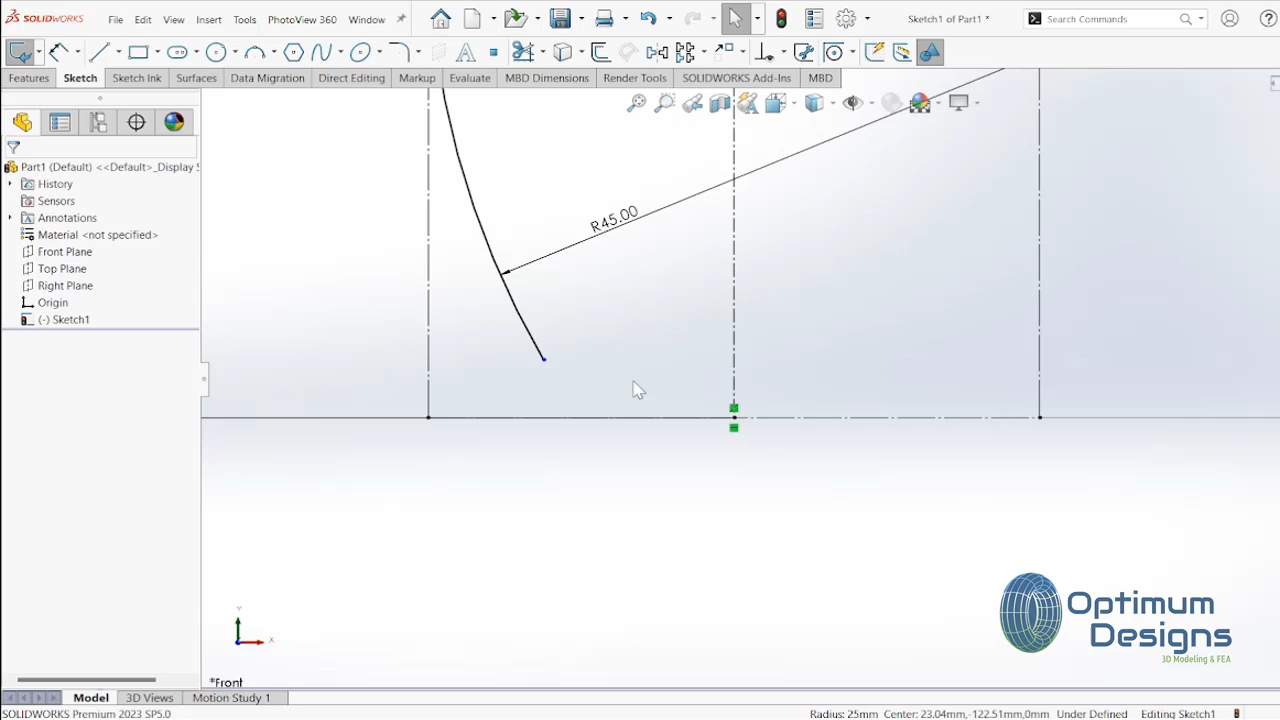 SOLIDWORKS File Edit View Insert Tools PhotoView 360 Window Sketch1 of Part1 * Search Commands
Features Sketch Sketch Ink Surfaces Data Migration Direct Editing Markup Evaluate MBD Dimensions Render Tools SOLIDWORKS Add-Ins MBD
Part1 (Default) <<Default>_Display S
History
Sensors
Annotations
Material <not specified>
Front Plane
Top Plane
Right Plane
Origin
(-) Sketch1
R45.00
Y
X
*Front
Optimum
Designs
3D Modeling & FEA
Model 3D Views Motion Study 1
SOLIDWORKS Premium 2023 SP5.0 Radius: 25mm Center: 23.04mm,-122.51mm,0mm Under Defined Editing Sketch1